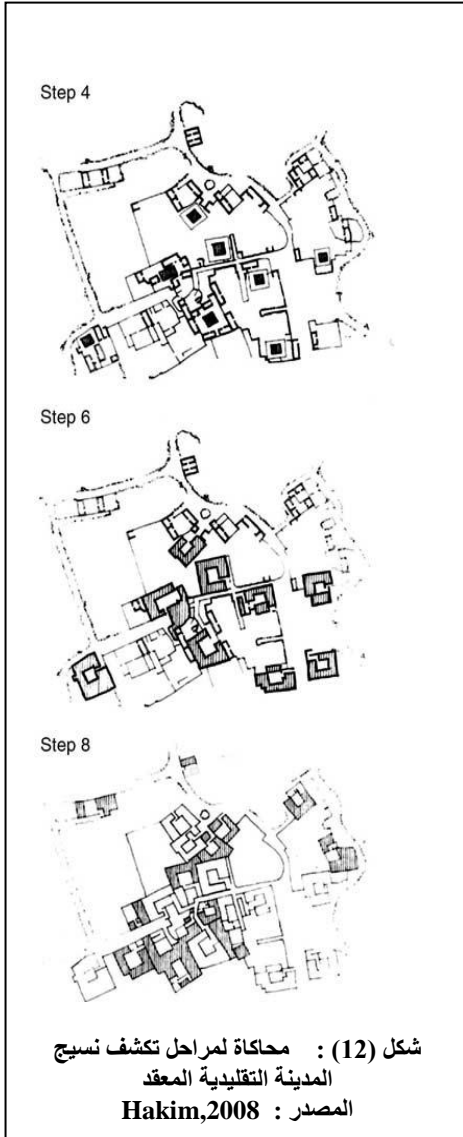 Step 4
Step 6
Step 8
شكل (12) : محاكاة لمراحل تكشف نسيج
المدينة التقليدية المعقد
المصدر : Hakim,2008